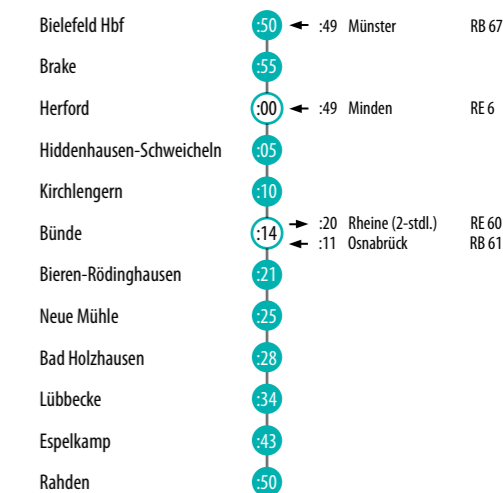 Bielefeld Hbf :50 :49 Münster RB 67
Brake :55
Herford :00 :49 Minden RE 6
Hiddenhausen-Schweicheln :05
Kirchlengern :10
Bünde :14 :20 Rheine (2-stdl.) RE 60
:11 Osnabrück RB 61
Bieren-Rödinghausen :21
Neue Mühle :25
Bad Holzhausen :28
Lübbecke :34
Espelkamp :43
Rahden :50